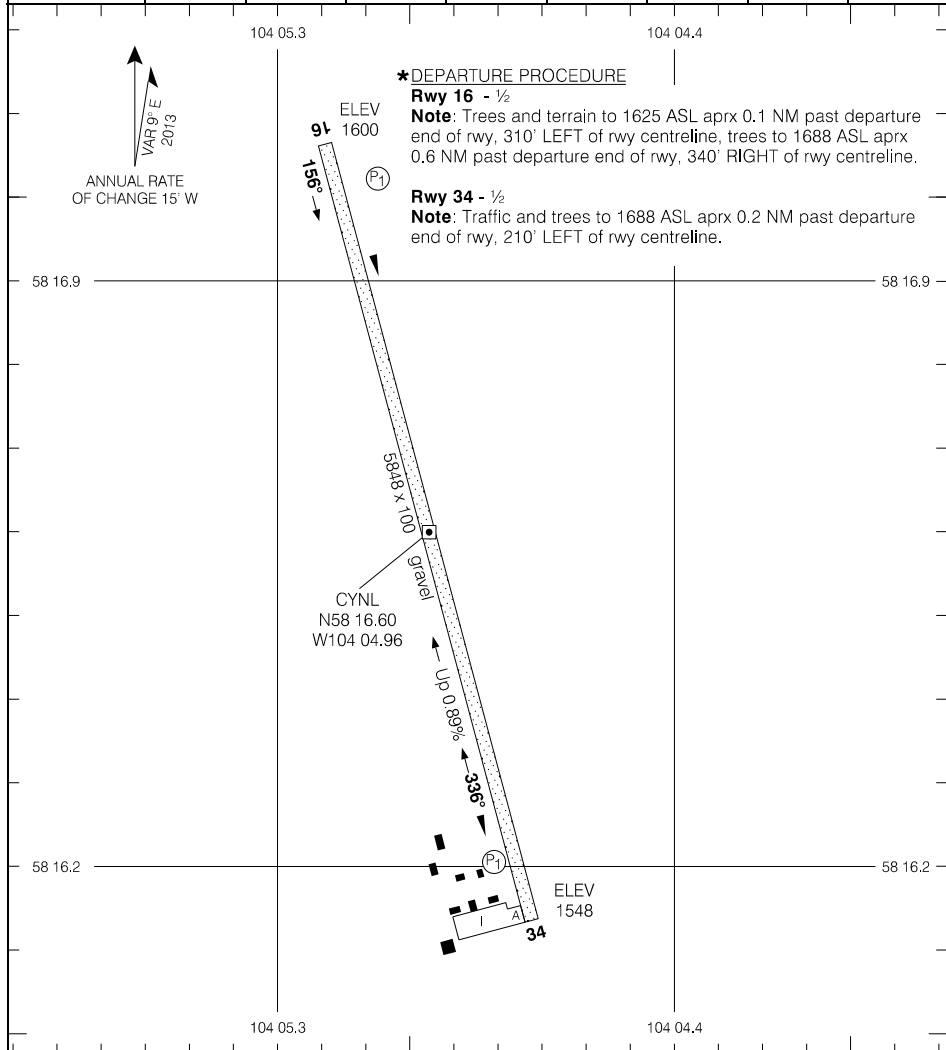 104 05.3
104 04.4
VAR 9° E
2013
ANNUAL RATE
OF CHANGE 15' W
*DEPARTURE PROCEDURE
Rwy 16 - ½
Note: Trees and terrain to 1625 ASL aprx 0.1 NM past departure
end of rwy, 310' LEFT of rwy centreline, trees to 1688 ASL aprx
0.6 NM past departure end of rwy, 340' RIGHT of rwy centreline.
Rwy 34 - ½
Note: Traffic and trees to 1688 ASL aprx 0.2 NM past departure
end of rwy, 210' LEFT of rwy centreline.
ELEV
1600
16
156°
P1
58 16.9
58 16.9
5848 x 100
gravel
CYNL
N58 16.60
W104 04.96
Up 0.89%
336°
58 16.2
P1
58 16.2
ELEV
1548
I
A
34
104 05.3
104 04.4